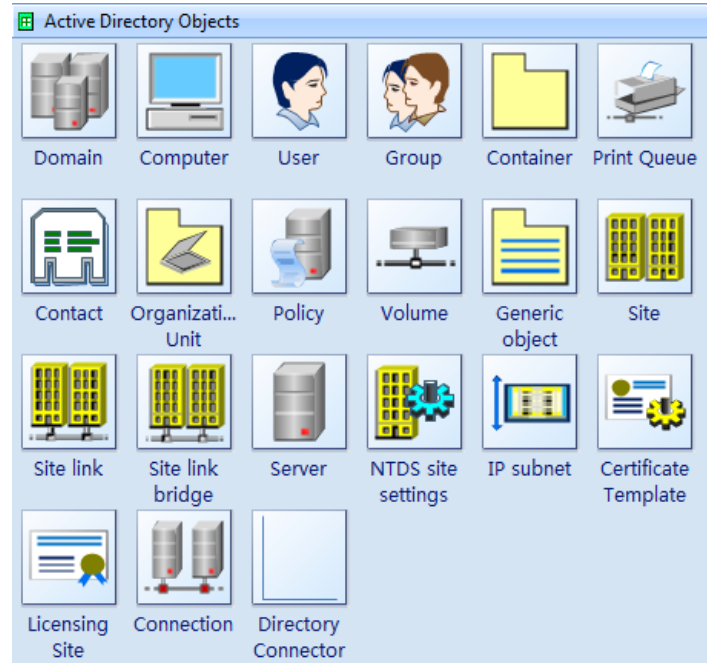 Active Directory Objects
Domain Computer User Group Container Print Queue
Contact Organizati... Policy Volume Generic Site
Unit object
Site link Site link Server NTDS site IP subnet Certificate
bridge settings Template
Licensing Connection Directory
Site Connector